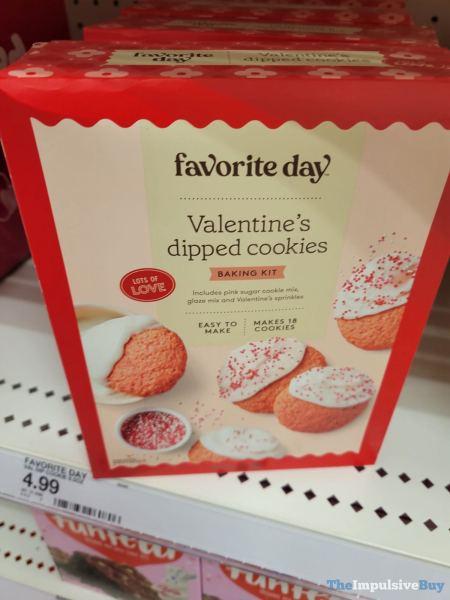 favorite day
Valentine's
dipped cookies
favorite day
Valentine's
dipped cookies
BAKING KIT
Includes pink sugar cookie mix,
glaze mix and Valentine's sprinkles
LOTS OF
LOVE
EASY TO
MAKE
MAKES 18
COOKIES
FAVORITE DAY
4.99
funfetti
TheImpulsiveBuy